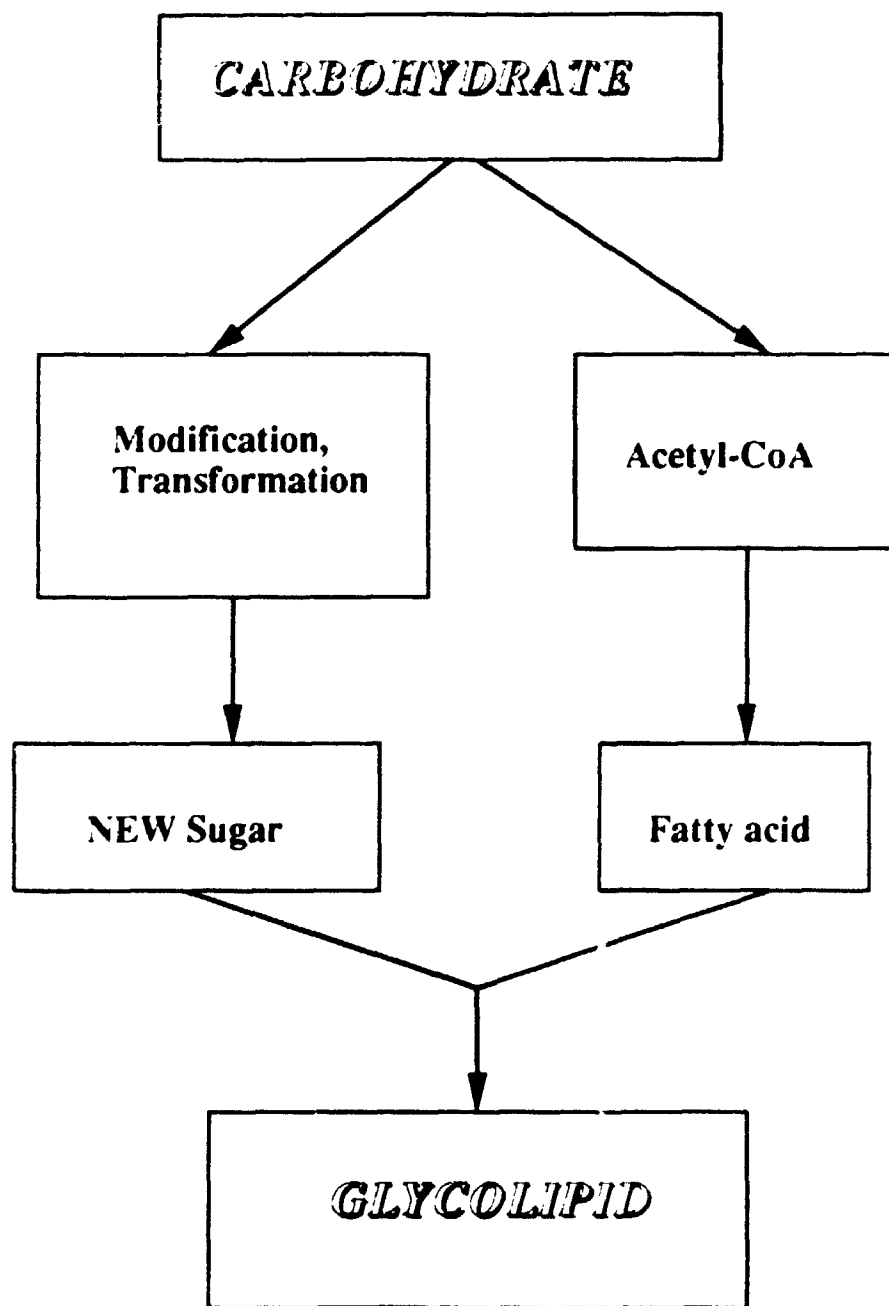 CARBOHYDRATE
Modification,
Transformation
Acetyl-CoA
NEW Sugar
Fatty acid
GLYCOLIPID